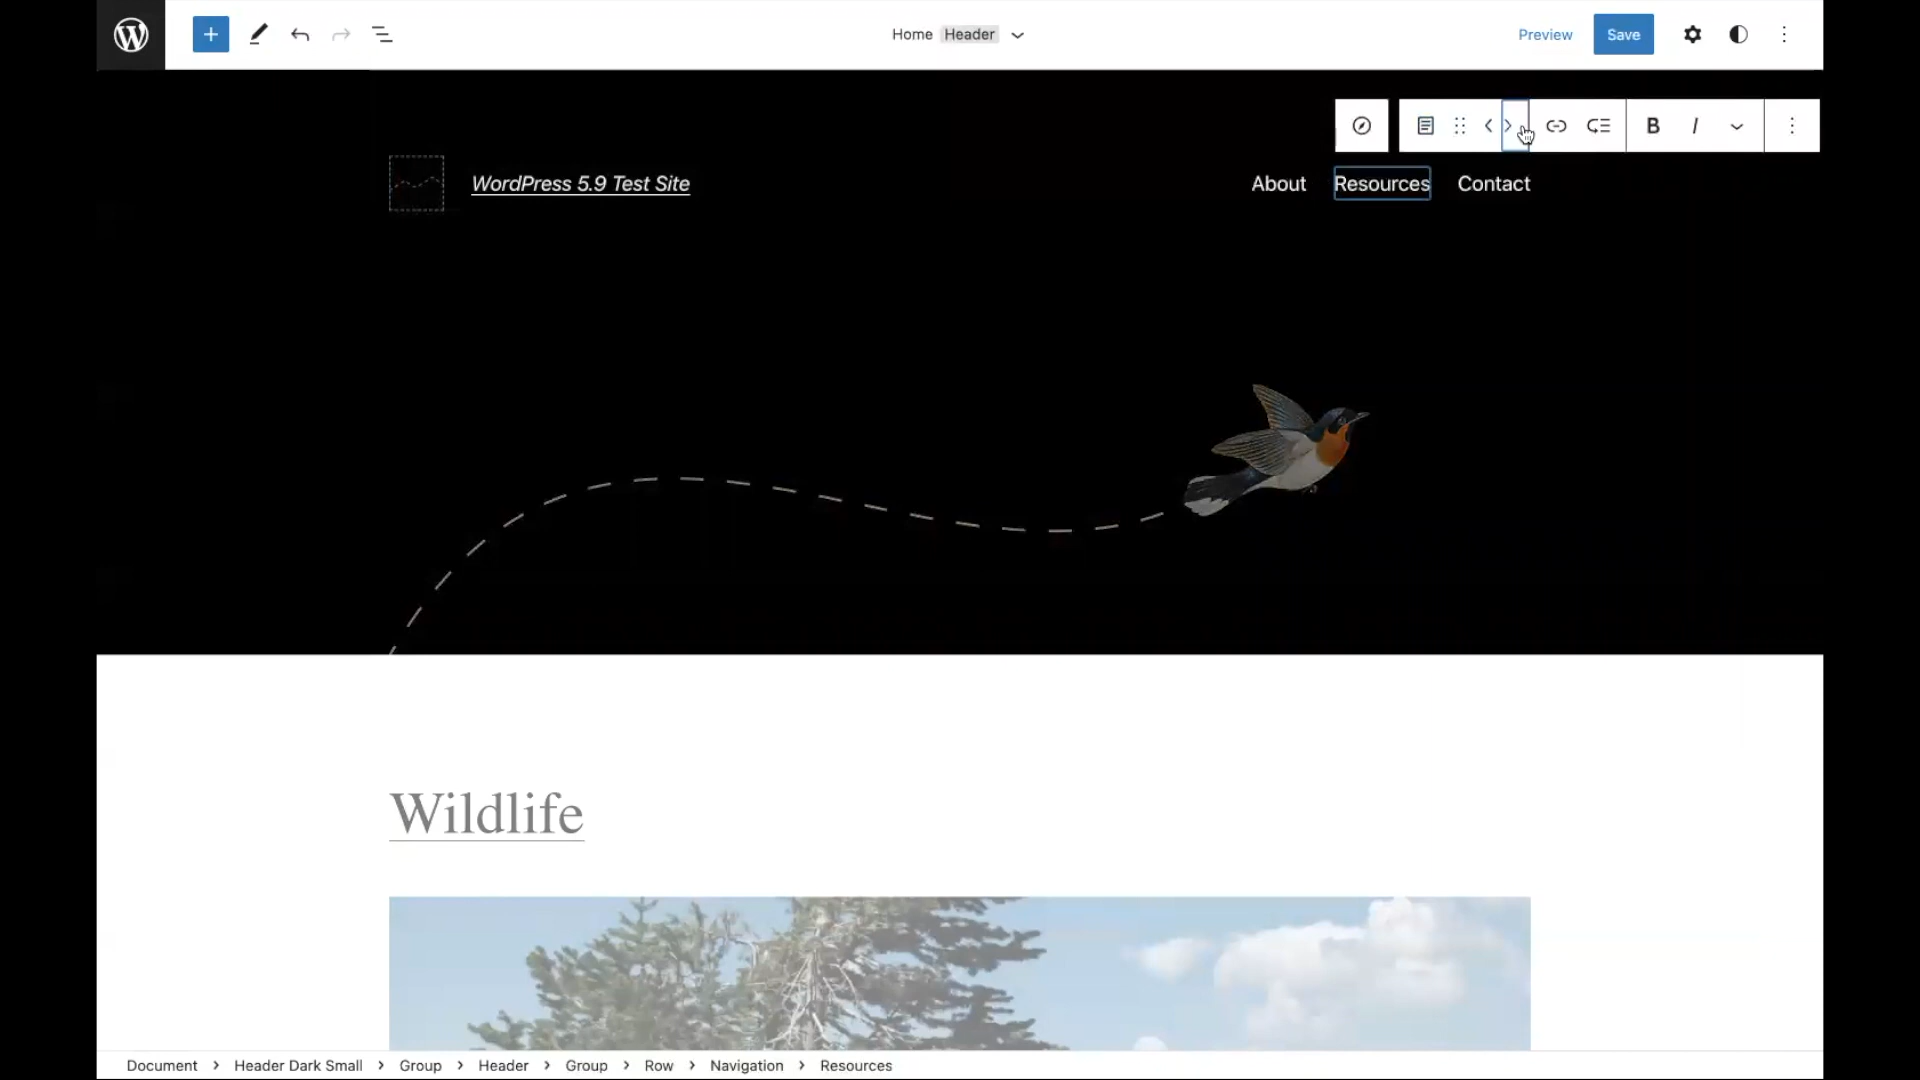 Home Header
Preview
Save
B I
WordPress 5.9 Test Site
About
Resources
Contact
Wildlife
Document > Header Dark Small > Group > Header > Group > Row > Navigation > Resources